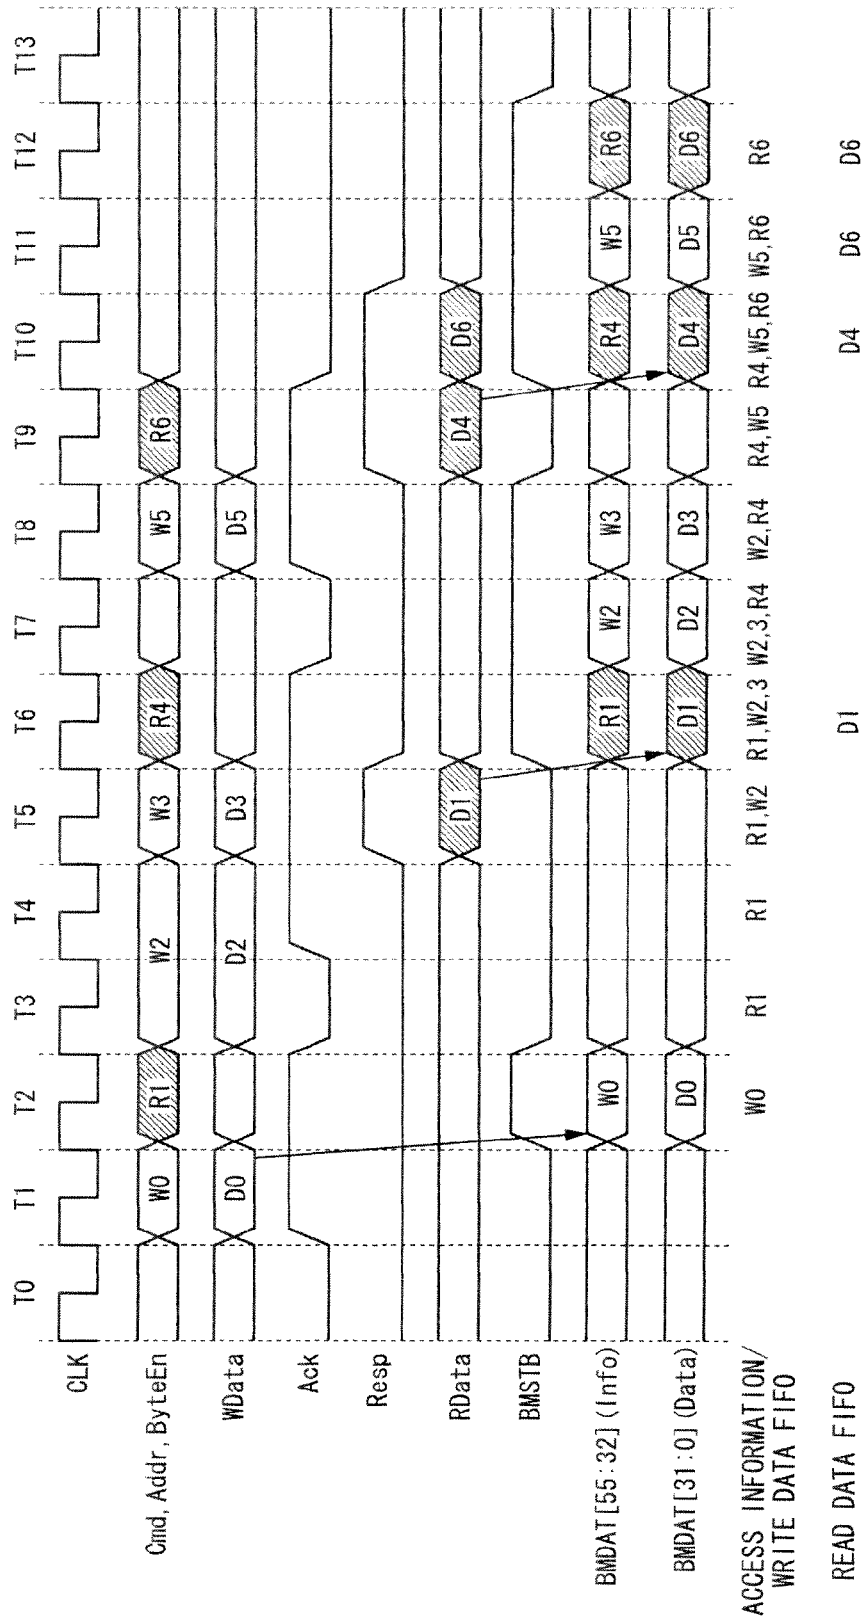 T0 T1 T2 T3 T4 T5 T6 T7 T8 T9 T10 T11 T12 T13
CLK
Cmd, Addr, ByteEn W0 R1 W2 W3 R4 W5 R6
WData D0 D2 D3 D5
Ack
Resp
RData D1 D4 D6
BMSTB
BMDAT[55:32] (Info) W0 R1 W2 W3 R4 W5 R6
BMDAT[31:0] (Data) D0 D1 D2 D3 D4 D5 D6
ACCESS INFORMATION/
WRITE DATA FIFO
W0 R1 R1 R1,W2 R1,W2,3 W2,3,R4 W2,R4 R4,W5 R4,W5,R6 W5,R6 R6
READ DATA FIFO D1 D4 D6 D6